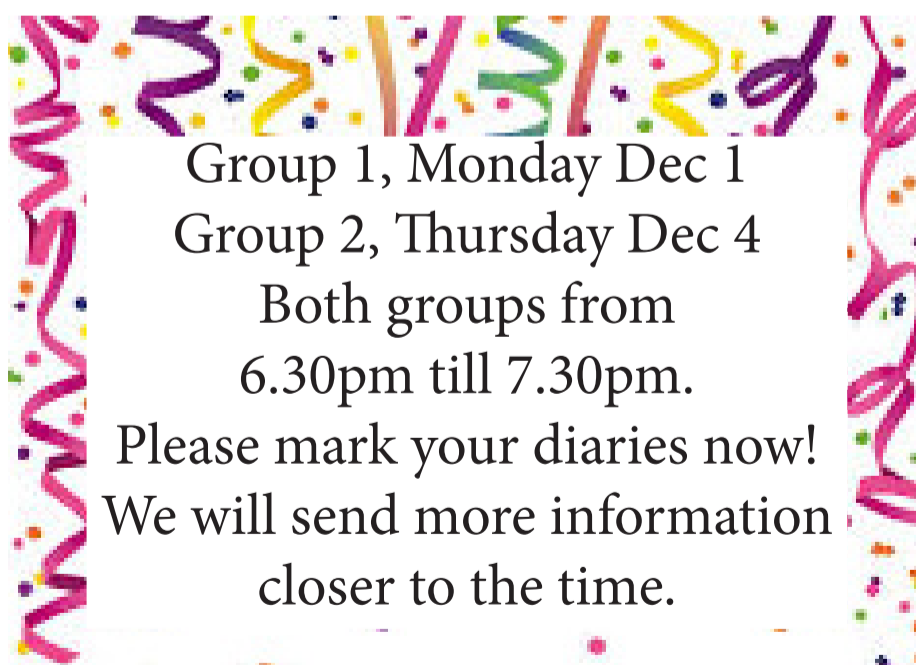 Group 1, Monday Dec 1
Group 2, Thursday Dec 4
Both groups from
6.30pm till 7.30pm.
Please mark your diaries now!
We will send more information
closer to the time.